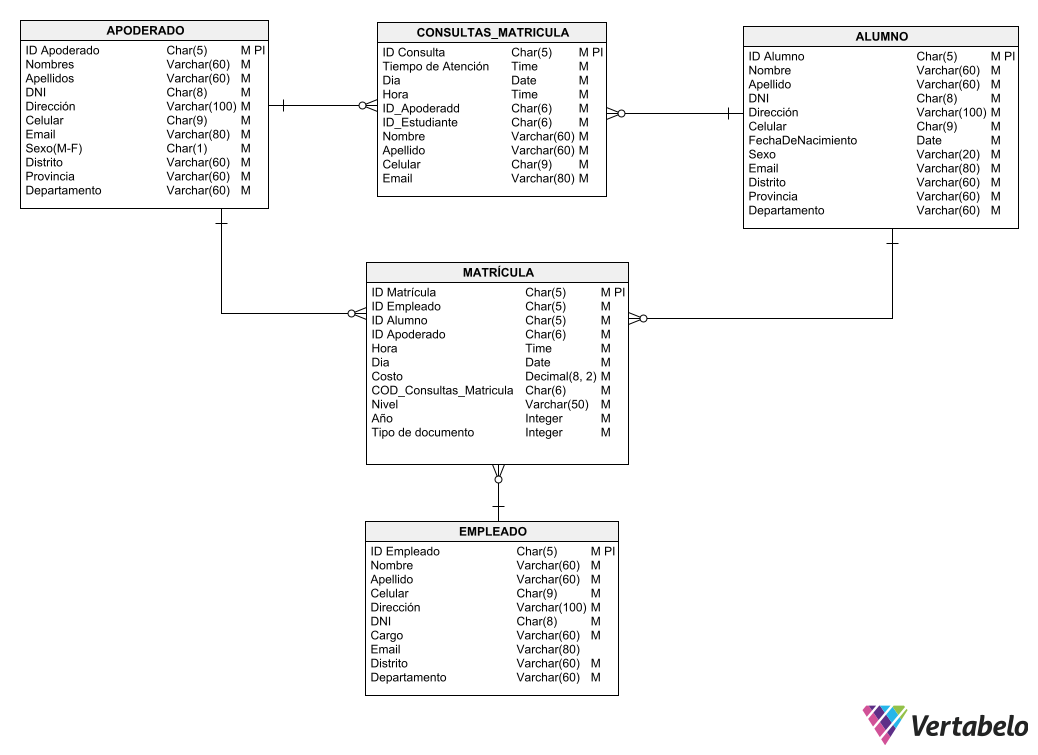 APODERADO
ID Apoderado Char(5) M PI
Nombres Varchar(60) M
Apellidos Varchar(60) M
DNI Char(8) M
Dirección Varchar(100) M
Celular Char(9) M
Email Varchar(80) M
Sexo(M-F) Char(1) M
Distrito Varchar(60) M
Provincia Varchar(60) M
Departamento Varchar(60) M
CONSULTAS_MATRICULA
ID Consulta Char(5) M PI
Tiempo de Atención Time M
Dia Date M
Hora Time M
ID_Apoderadd Char(6) M
ID_Estudiante Char(6) M
Nombre Varchar(60) M
Apellido Varchar(60) M
Celular Char(9) M
Email Varchar(80) M
ALUMNO
ID Alumno Char(5) M PI
Nombre Varchar(60) M
Apellido Varchar(60) M
DNI Char(8) M
Dirección Varchar(100) M
Celular Char(9) M
FechaDeNacimiento Date M
Sexo Varchar(20) M
Email Varchar(80) M
Distrito Varchar(60) M
Provincia Varchar(60) M
Departamento Varchar(60) M
MATRÍCULA
ID Matrícula Char(5) M PI
ID Empleado Char(5) M
ID Alumno Char(5) M
ID Apoderado Char(6) M
Hora Time M
Dia Date M
Costo Decimal(8, 2) M
COD_Consultas_Matricula Char(6) M
Nivel Varchar(50) M
Año Integer M
Tipo de documento Integer M
EMPLEADO
ID Empleado Char(5) M PI
Nombre Varchar(60) M
Apellido Varchar(60) M
Celular Char(9) M
Dirección Varchar(100) M
DNI Char(8) M
Cargo Varchar(60) M
Email Varchar(80)
Distrito Varchar(60) M
Departamento Varchar(60) M
Vertabelo